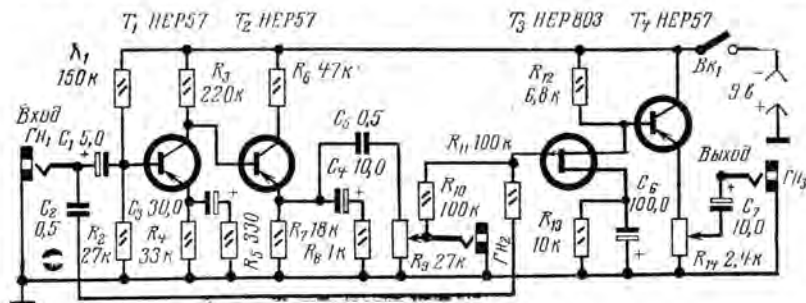 T₁ HEP57
T₂ HEP57
T₃ HEP803
T₄ HEP57
R₁
150к
R₃
220к
R₆ 47к
R₁₂
6,8к
Вк₁
9в
Вход
Гн₁
C₁ 5,0
C₅ 0,5
C₄ 10,0
R₁₁ 100к
Выход
Гн₃
C₂
0,5
C₃ 30,0
R₁₀
100к
C₆
100,0
C₇
10,0
R₂
27к
R₄
33к
R₅ 330
R₇ 18к
R₈ 1к
R₉ 27к
Гн₂
R₁₃
10к
R₁₄ 2,4к